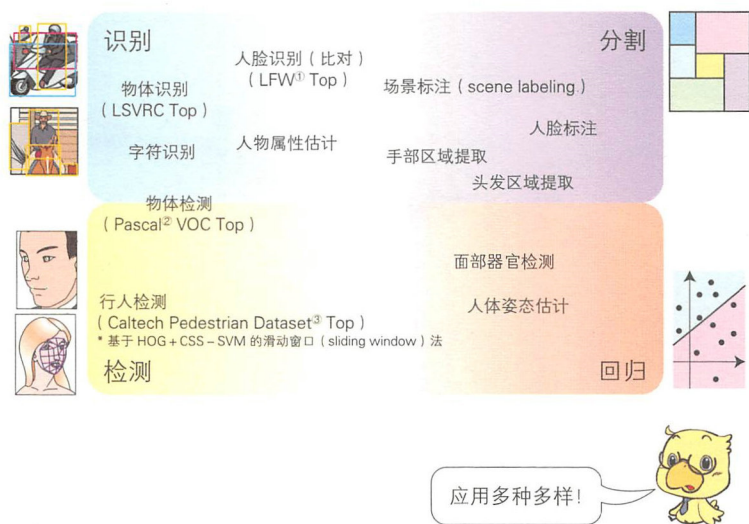 识别
人脸识别（比对）
（LFW① Top）
物体识别
（LSVRC Top）
字符识别
人物属性估计
分割
场景标注（scene labeling）
人脸标注
手部区域提取
头发区域提取
物体检测
（Pascal② VOC Top）
行人检测
（Caltech Pedestrian Dataset③ Top）
* 基于 HOG + CSS – SVM 的滑动窗口（sliding window）法
检测
面部器官检测
人体姿态估计
回归
应用多种多样！